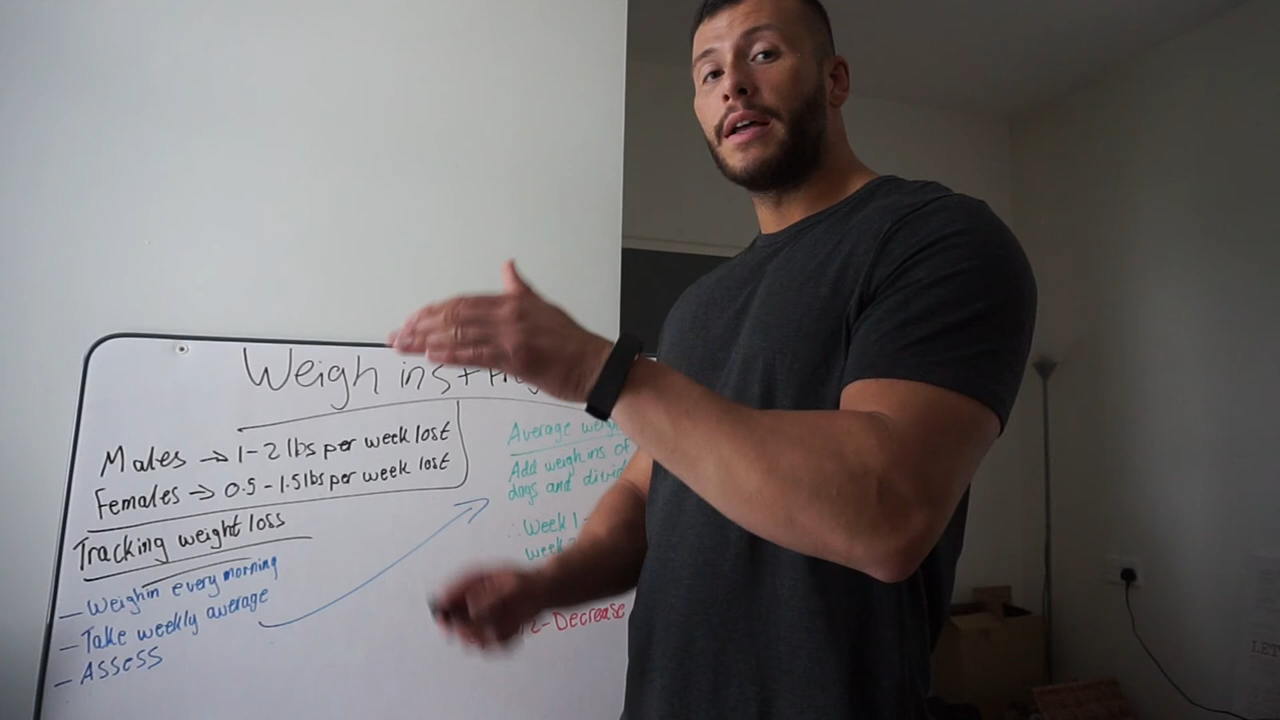 Weigh ins +
Males → 1-2 lbs per week lost
Females → 0.5 - 1.5 lbs per week lost
Tracking weight loss
- Weigh in every morning
- Take weekly average
- Assess
Average
Add weigh ins of
days and
∴ Week 1 -
week
2 - Decrease
LET